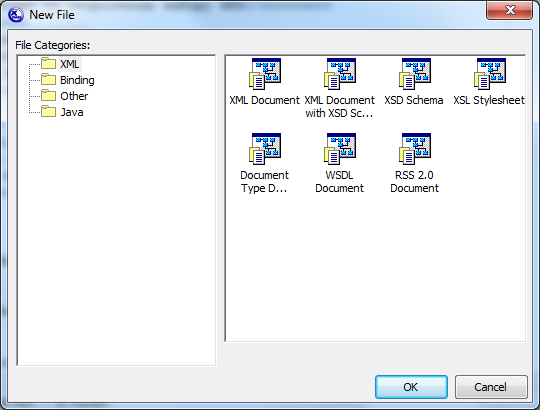 New File
File Categories:
XML
Binding
Other
Java
XML Document
XML Document
with XSD Sc...
XSD Schema
XSL Stylesheet
Document
Type D...
WSDL
Document
RSS 2.0
Document
OK
Cancel